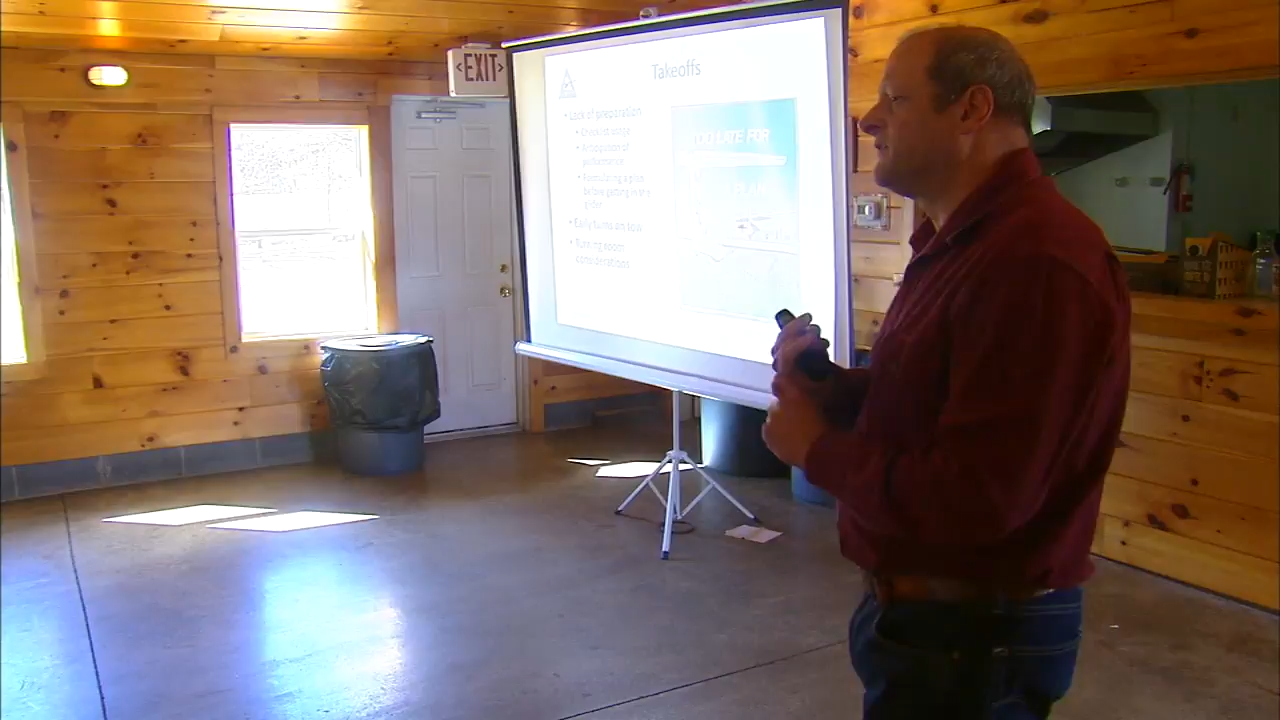 EXIT
Takeoffs
• Lack of preparation
• Checklist usage
• Anticipation of
performance
• Formulating a plan
before getting in the
glider
• Early turns on tow
• Running room
considerations
TOO LATE FOR